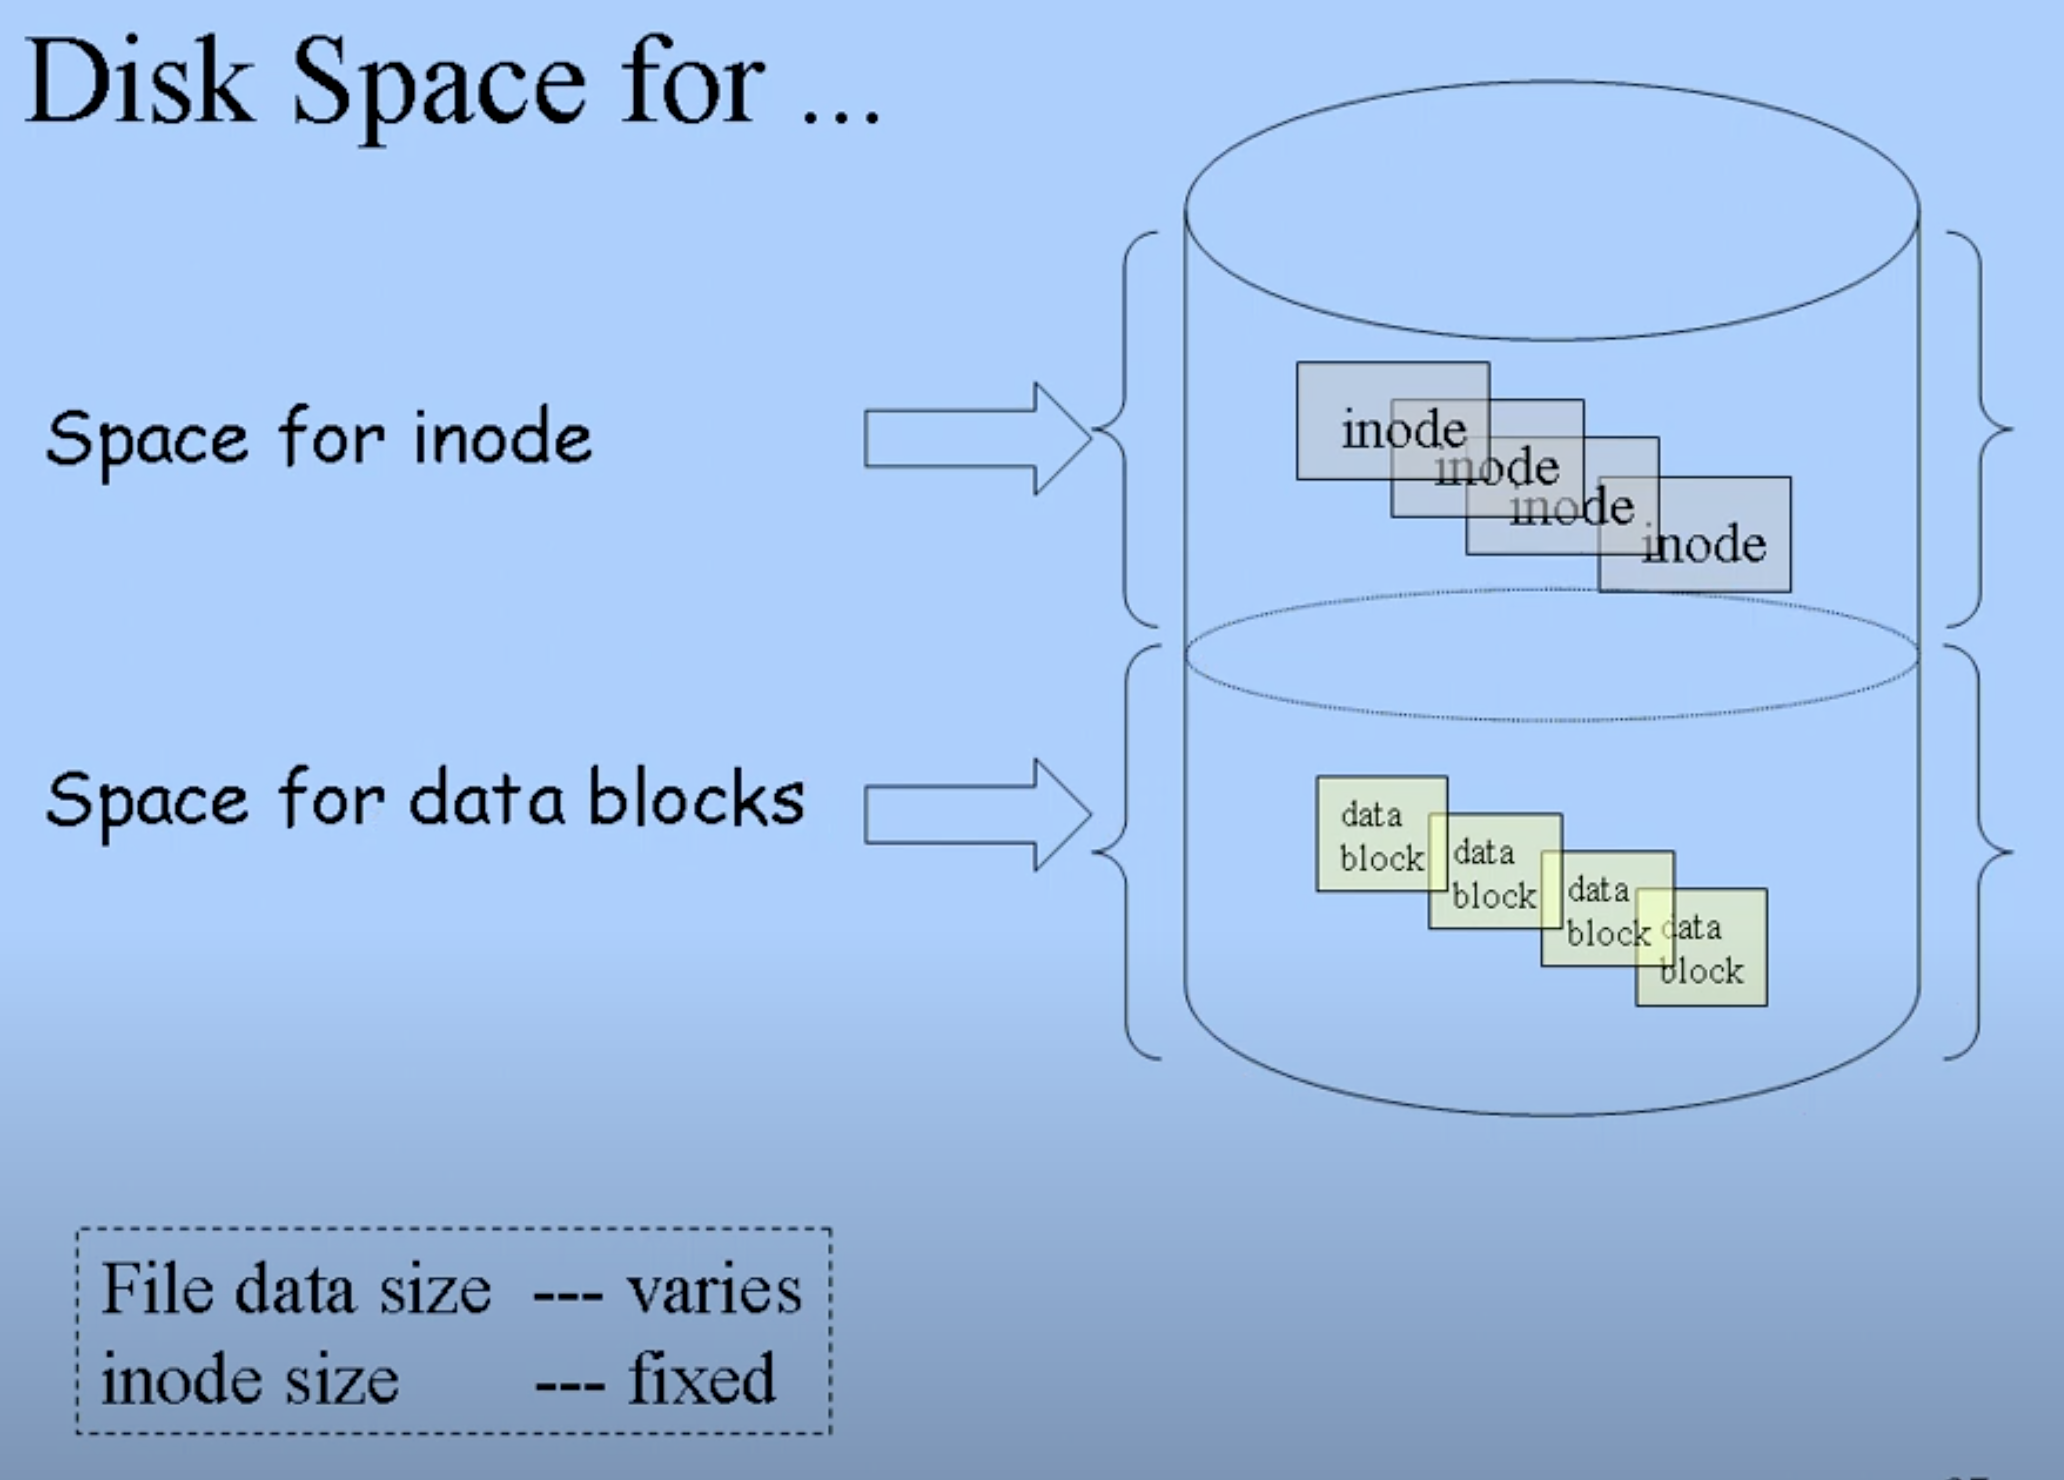 Disk Space for ...
Space for inode
inode
inode
inode
inode
Space for data blocks
data
block
data
block
data
block
data
block
File data size --- varies
inode size --- fixed